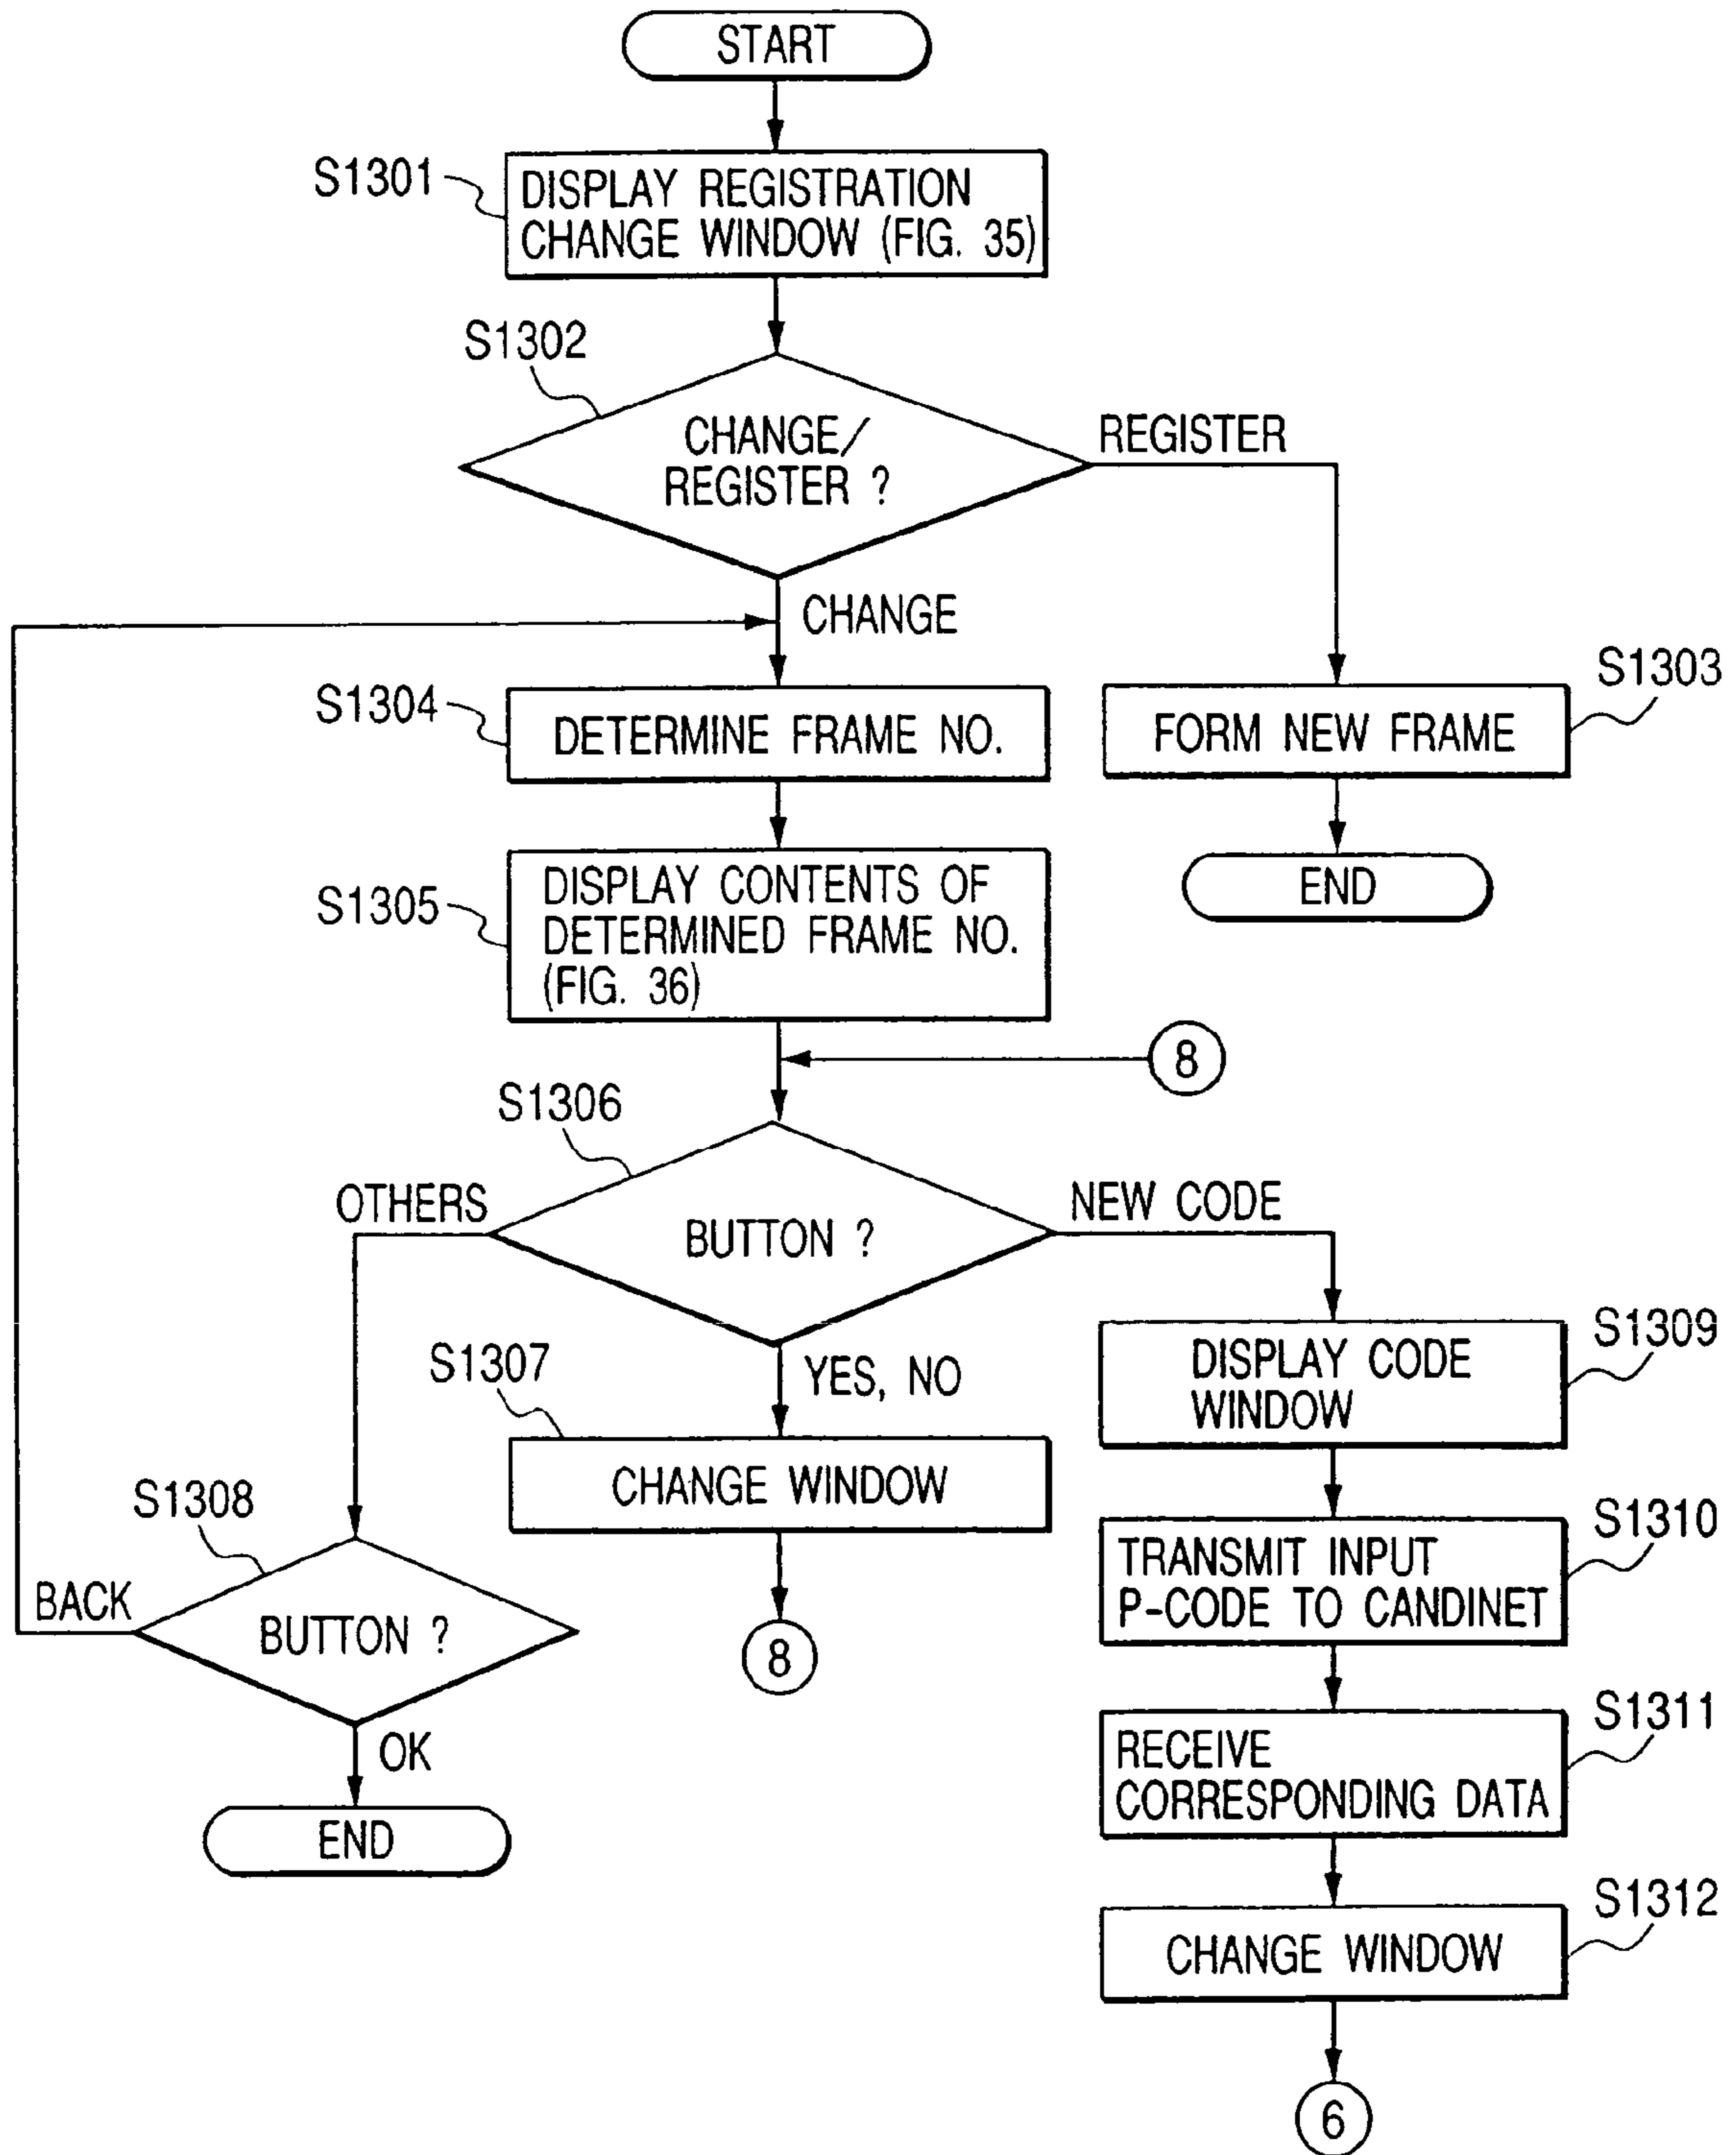 START
S1301
DISPLAY REGISTRATION
CHANGE WINDOW (FIG. 35)
S1302
CHANGE/
REGISTER ?
REGISTER
CHANGE
S1303
FORM NEW FRAME
END
S1304
DETERMINE FRAME NO.
S1305
DISPLAY CONTENTS OF
DETERMINED FRAME NO.
(FIG. 36)
8
S1306
BUTTON ?
OTHERS
NEW CODE
YES, NO
S1307
CHANGE WINDOW
8
S1308
BUTTON ?
BACK
OK
END
S1309
DISPLAY CODE
WINDOW
S1310
TRANSMIT INPUT
P-CODE TO CANDINET
S1311
RECEIVE
CORRESPONDING DATA
S1312
CHANGE WINDOW
6